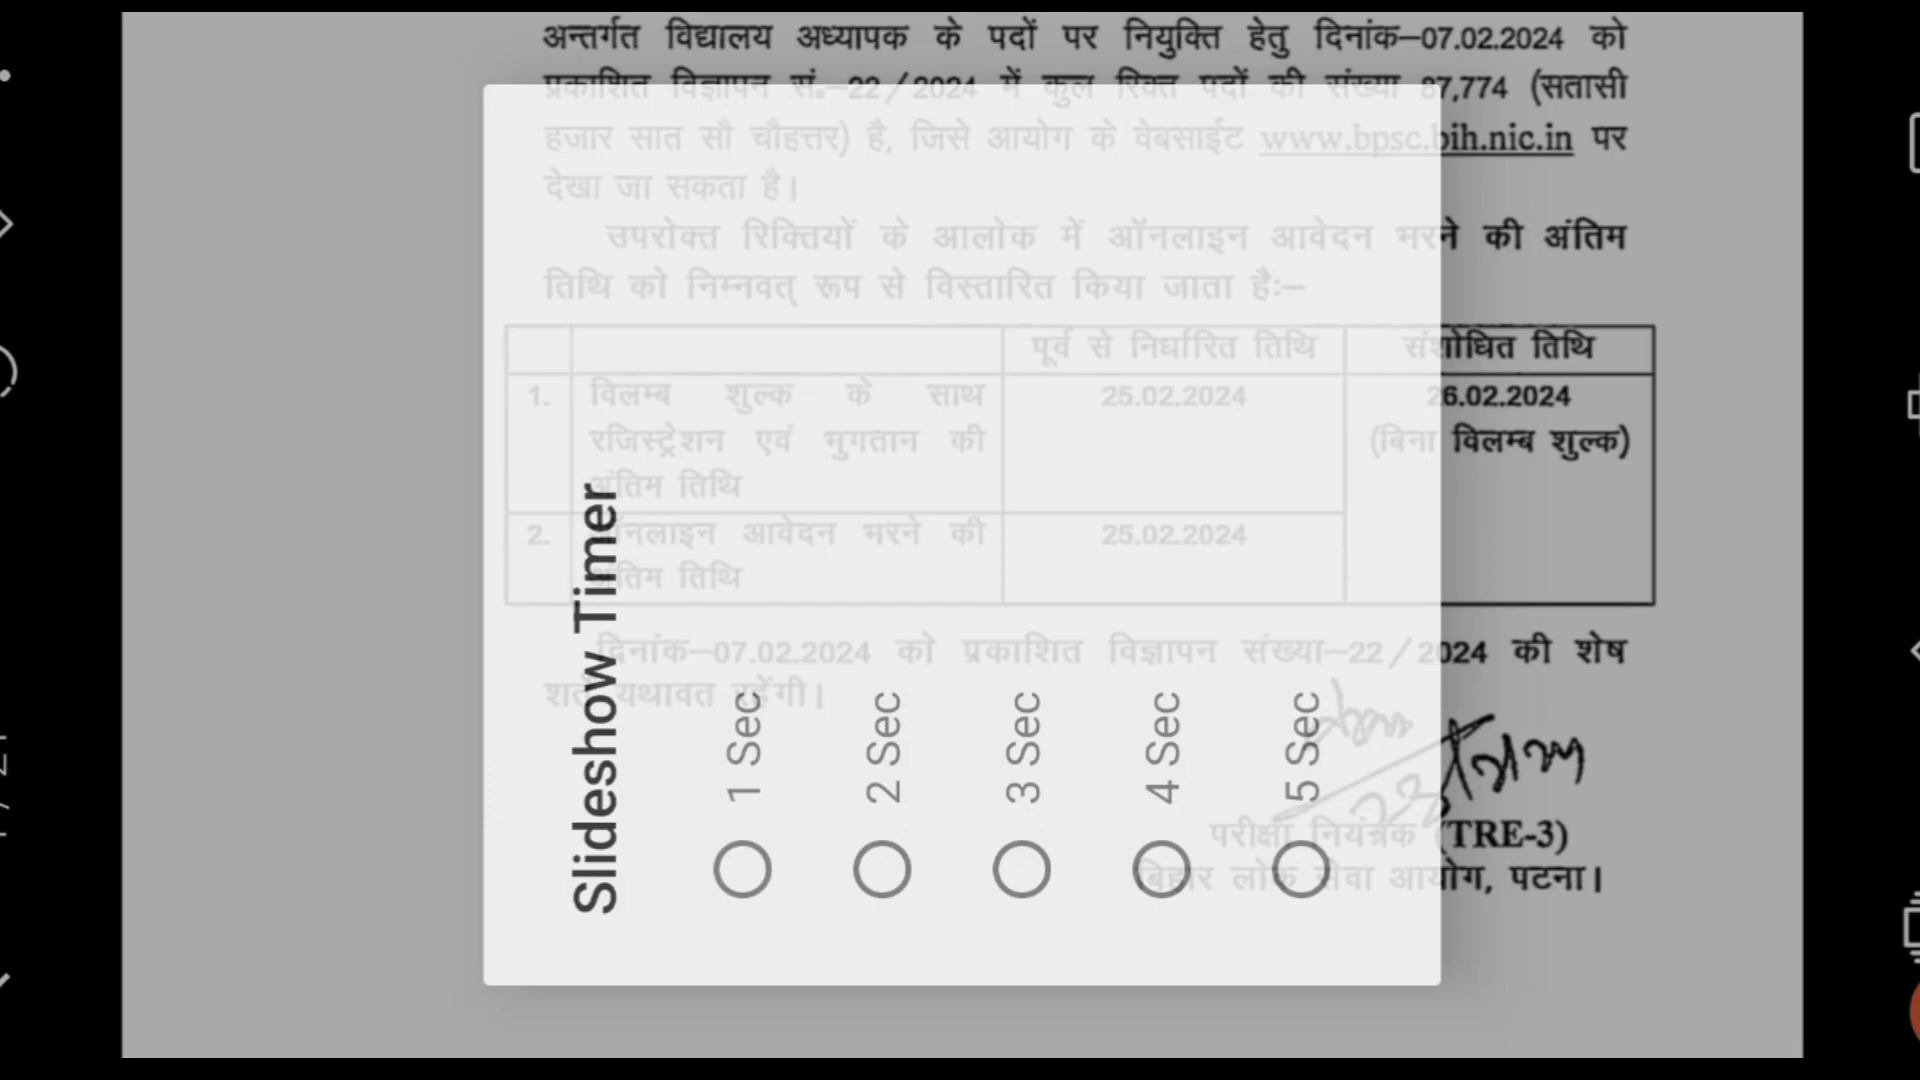 अन्तर्गत विद्यालय अध्यापक के पदों पर नियुक्ति हेतु दिनांक–07.02.2024 को
प्रकाशित विज्ञापन सं.–22/2024 में कुल रिक्त पदों की संख्या 87,774 (सतासी
हजार सात सौ चौहत्तर) है, जिसे आयोग के वेबसाईट www.bpsc.bih.nic.in पर
देखा जा सकता है।
उपरोक्त रिक्तियों के आलोक में ऑनलाइन आवेदन भरने की अंतिम
तिथि को निम्नवत् रूप से विस्तारित किया जाता हैः–
पूर्व से निर्धारित तिथि संशोधित तिथि
1. विलम्ब शुल्क के साथ 25.02.2024 26.02.2024
रजिस्ट्रेशन एवं भुगतान की (बिना विलम्ब शुल्क)
अंतिम तिथि
2. ऑनलाइन आवेदन भरने की 25.02.2024
अंतिम तिथि
दिनांक–07.02.2024 को प्रकाशित विज्ञापन संख्या–22/2024 की शेष
शर्तें यथावत रहेंगी।
परीक्षा नियंत्रक (TRE-3)
बिहार लोक सेवा आयोग, पटना।
Slideshow Timer
1 Sec
2 Sec
3 Sec
4 Sec
5 Sec